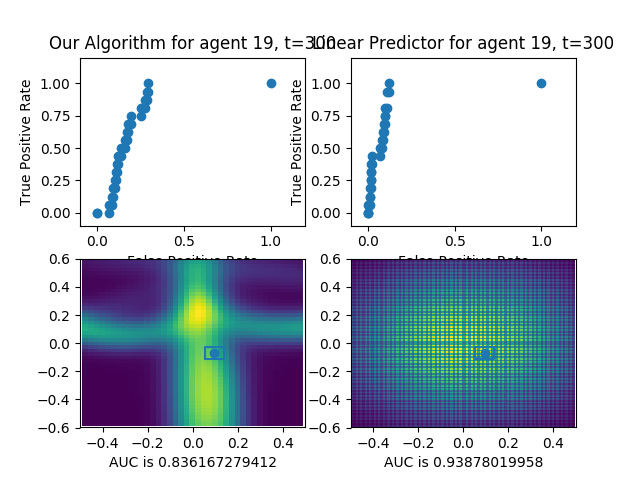 Our Algorithm for agent 19, t=300
Linear Predictor for agent 19, t=300
True Positive Rate
1.00
0.75
0.50
0.25
0.00
0.0 0.5 1.0
True Positive Rate
1.00
0.75
0.50
0.25
0.00
0.0 0.5 1.0
0.6
0.4
0.2
0.0
−0.2
−0.4
−0.6
−0.4 −0.2 0.0 0.2 0.4
AUC is 0.836167279412
0.6
0.4
0.2
0.0
−0.2
−0.4
−0.6
−0.4 −0.2 0.0 0.2 0.4
AUC is 0.93878019958